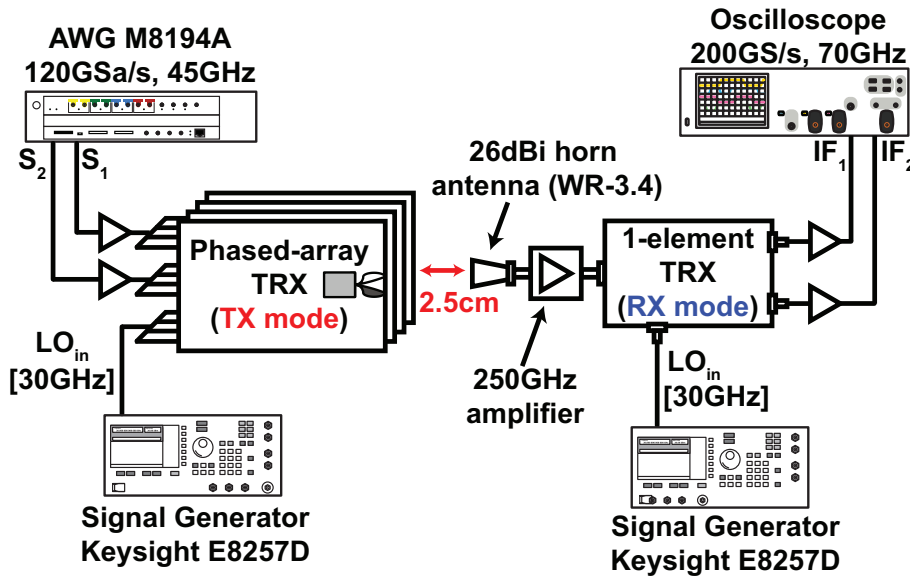 AWG M8194A
120GSa/s, 45GHz
Oscilloscope
200GS/s, 70GHz
S2 S1
26dBi horn
antenna (WR-3.4)
IF1 IF2
Phased-array
TRX
(TX mode)
2.5cm
1-element
TRX
(RX mode)
LOin
[30GHz]
250GHz
amplifier
LOin
[30GHz]
Signal Generator
Keysight E8257D
Signal Generator
Keysight E8257D